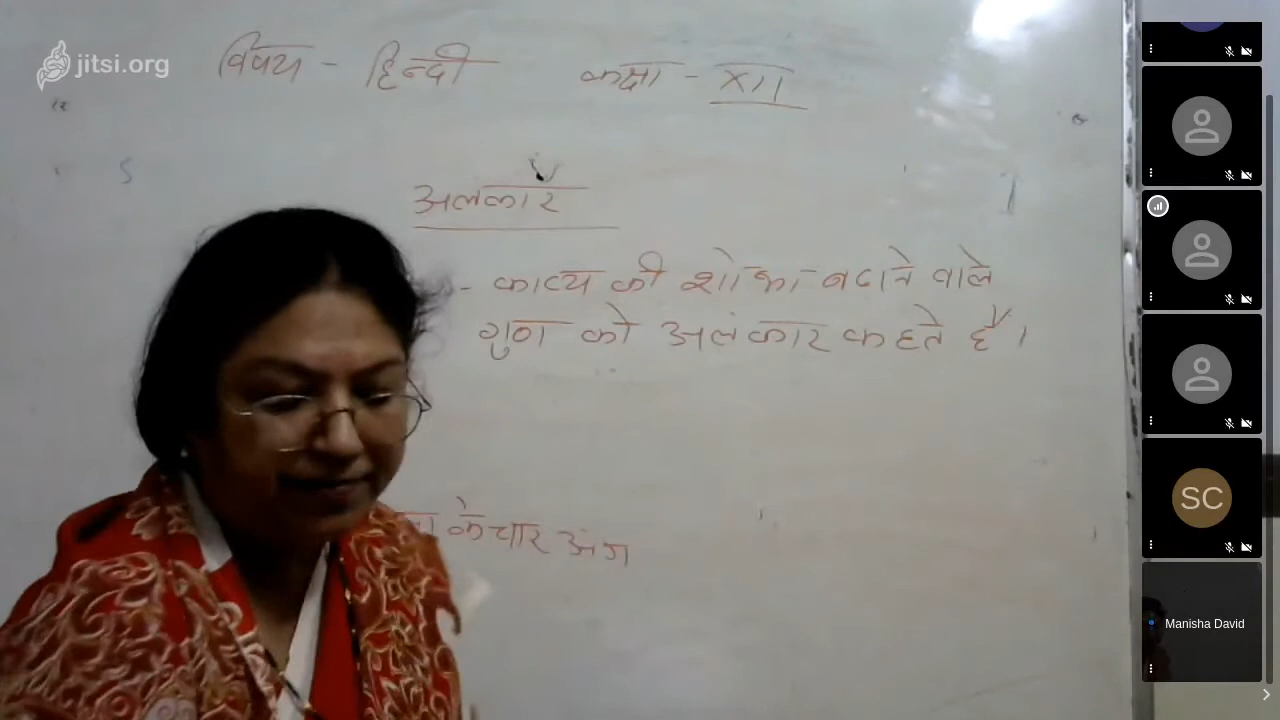 jitsi.org
विषय - हिन्दी कक्षा - XII
अलंकार
- काव्य की शोभा बढाने वाले
गुण को अलंकार कहते हैं।
के चार अंग
SC
Manisha David